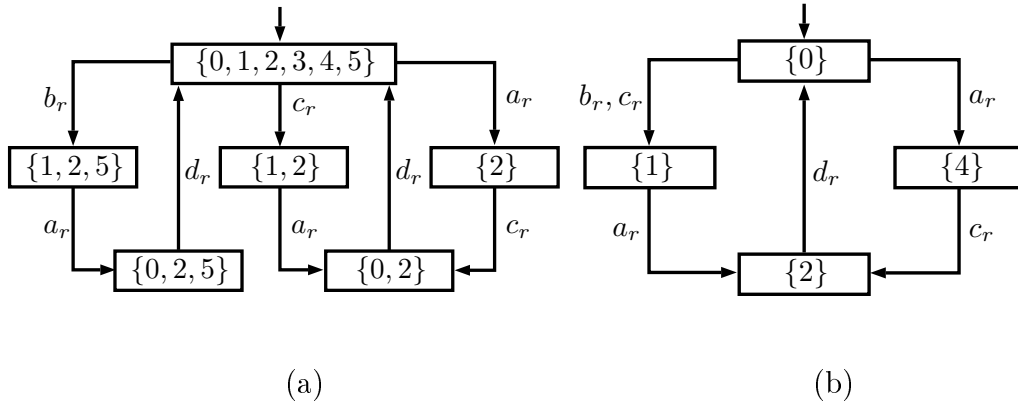 {0, 1, 2, 3, 4, 5} {0}
b_r c_r a_r b_r, c_r a_r
{1, 2, 5} d_r {1, 2} d_r {2} {1} d_r {4}
a_r a_r c_r a_r c_r
{0, 2, 5} {0, 2} {2}
(a) (b)